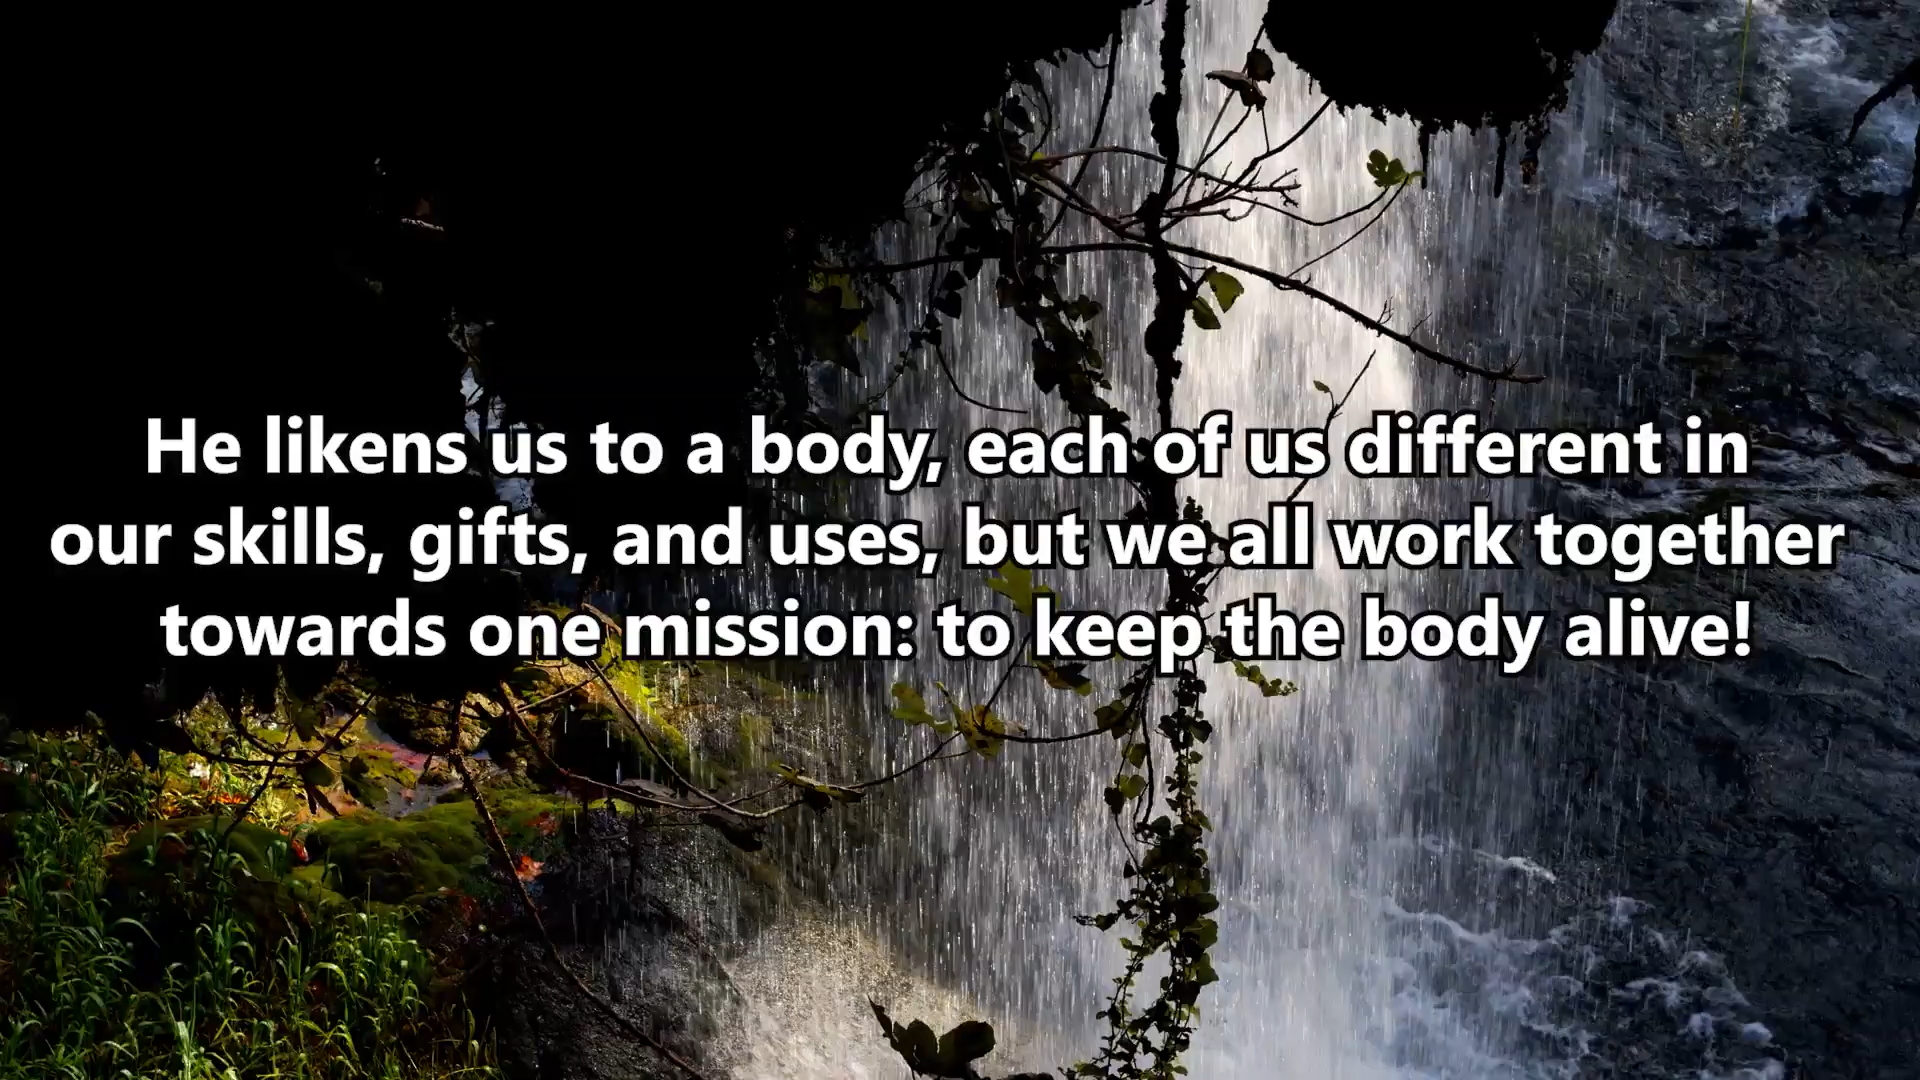 He likens us to a body, each of us different in
our skills, gifts, and uses, but we all work together
towards one mission: to keep the body alive!